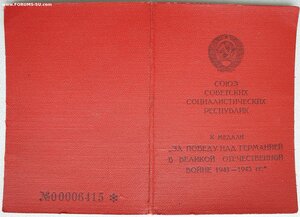 © www.FORUMS-SU.com
СОЮЗ
СОВЕТСКИХ
СОЦИАЛИСТИЧЕСКИХ
РЕСПУБЛИК
К МЕДАЛИ
„ЗА ПОБЕДУ НАД ГЕРМАНИЕЙ
В ВЕЛИКОЙ ОТЕЧЕСТВЕННОЙ
ВОЙНЕ 1941—1945 гг."
№00006415 ✻